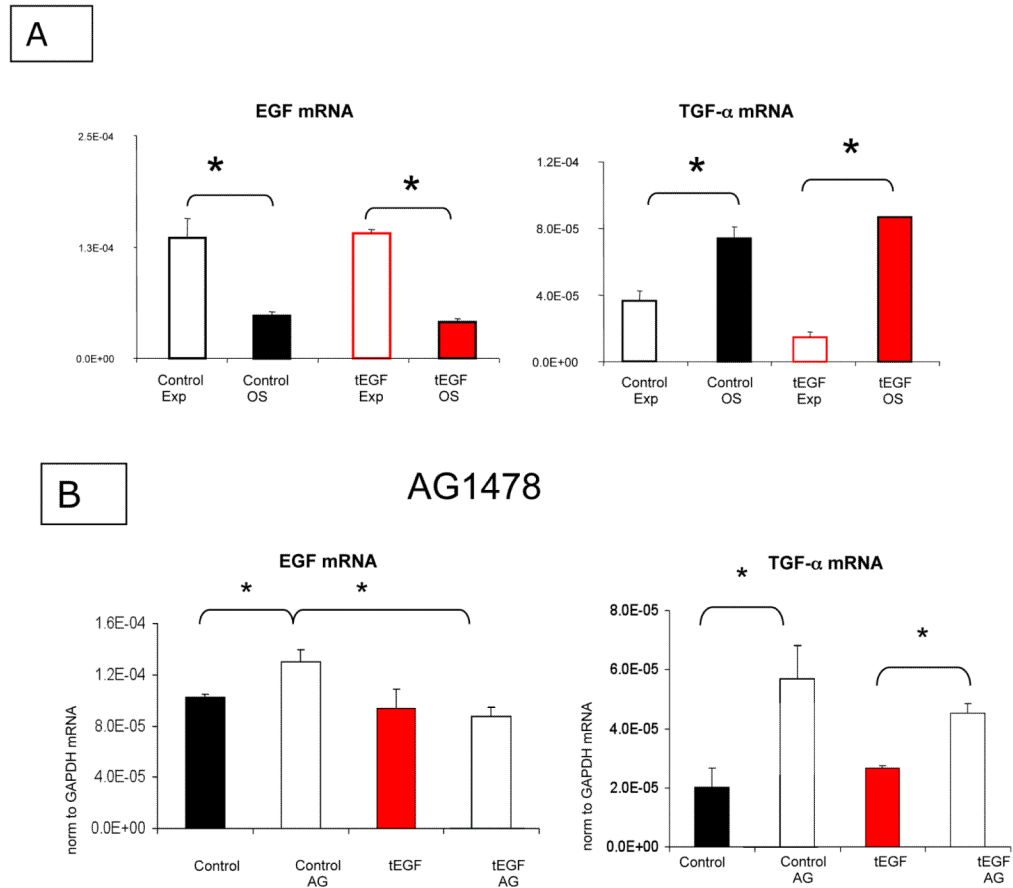 A
EGF mRNA
TGF-α mRNA
2.5E-04
1.3E-04
0.0E+00
*
*
Control Exp
Control OS
tEGF Exp
tEGF OS
1.2E-04
8.0E-05
4.0E-05
0.0E+00
*
*
Control Exp
Control OS
tEGF Exp
tEGF OS
B
AG1478
EGF mRNA
*
*
1.6E-04
1.2E-04
8.0E-05
4.0E-05
0.0E+00
norm to GAPDH mRNA
Control
Control AG
tEGF
tEGF AG
TGF-α mRNA
*
*
8.0E-05
6.0E-05
4.0E-05
2.0E-05
0.0E+00
norm to GAPDH mRNA
Control
Control AG
tEGF
tEGF AG